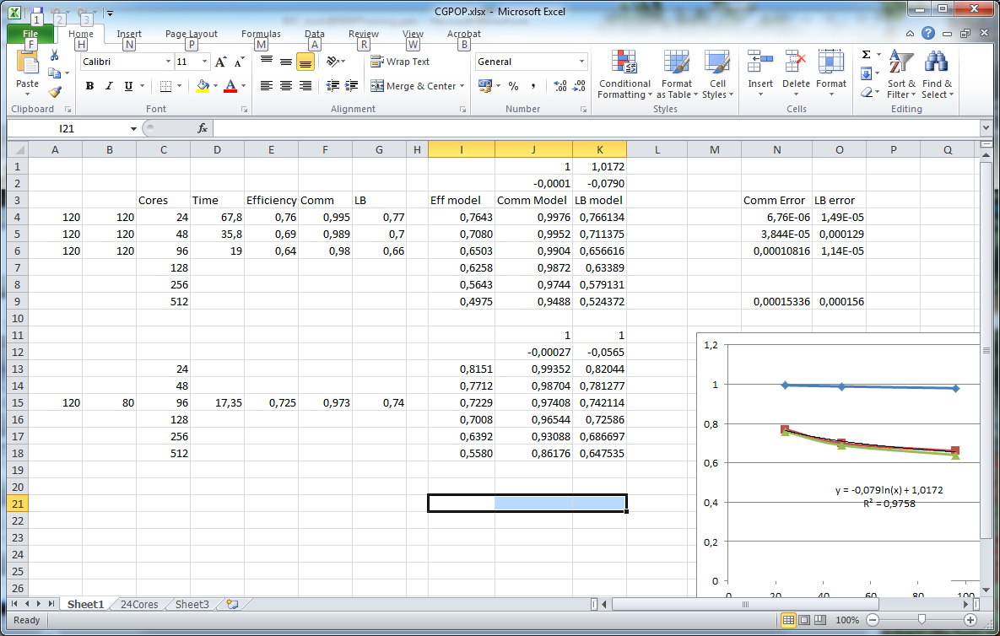 CGPOP.xlsx - Microsoft Excel
1 2 3
File Home Insert Page Layout Formulas Data Review View Acrobat
F H N P M A R W B
Calibri 11 Wrap Text General
Paste B I U Merge & Center % , Conditional Formatting Format as Table Cell Styles Insert Delete Format Σ Sort & Filter Find & Select
Clipboard Font Alignment Number Styles Cells Editing
I21 fx
A B C D E F G H I J K L M N O P Q
1 1 1,0172
2 -0,0001 -0,0790
3 Cores Time Efficiency Comm LB Eff model Comm Model LB model Comm Error LB error
4 120 120 24 67,8 0,76 0,995 0,77 0,7643 0,9976 0,766134 6,76E-06 1,49E-05
5 120 120 48 35,8 0,69 0,989 0,7 0,7080 0,9952 0,711375 3,844E-05 0,000129
6 120 120 96 19 0,64 0,98 0,66 0,6503 0,9904 0,656616 0,00010816 1,14E-05
7 128 0,6258 0,9872 0,63389
8 256 0,5643 0,9744 0,579131
9 512 0,4975 0,9488 0,524372 0,00015336 0,000156
10
11 1 1
12 -0,00027 -0,0565
13 24 0,8151 0,99352 0,82044
14 48 0,7712 0,98704 0,781277
15 120 80 96 17,35 0,725 0,973 0,74 0,7229 0,97408 0,742114
16 128 0,7008 0,96544 0,72586
17 256 0,6392 0,93088 0,686697
18 512 0,5580 0,86176 0,647535
19
20
21
22
23
24
25
26
1,2
1
0,8
0,6
0,4
0,2
0
y = -0,079ln(x) + 1,0172
R² = 0,9758
0 20 40 60 80 100
Sheet1 24Cores Sheet3
Ready 100%